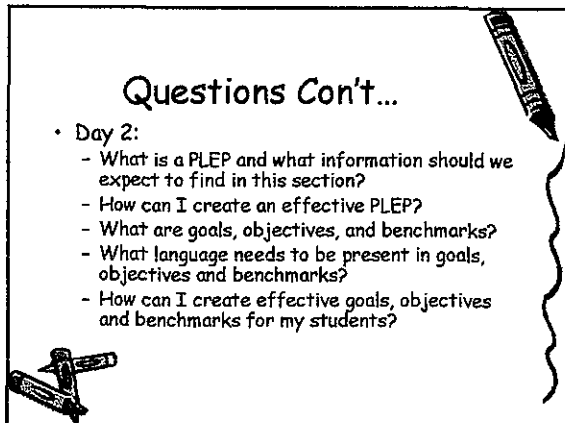 Questions Con't...
• Day 2:
– What is a PLEP and what information should we
expect to find in this section?
– How can I create an effective PLEP?
– What are goals, objectives, and benchmarks?
– What language needs to be present in goals,
objectives and benchmarks?
– How can I create effective goals, objectives
and benchmarks for my students?